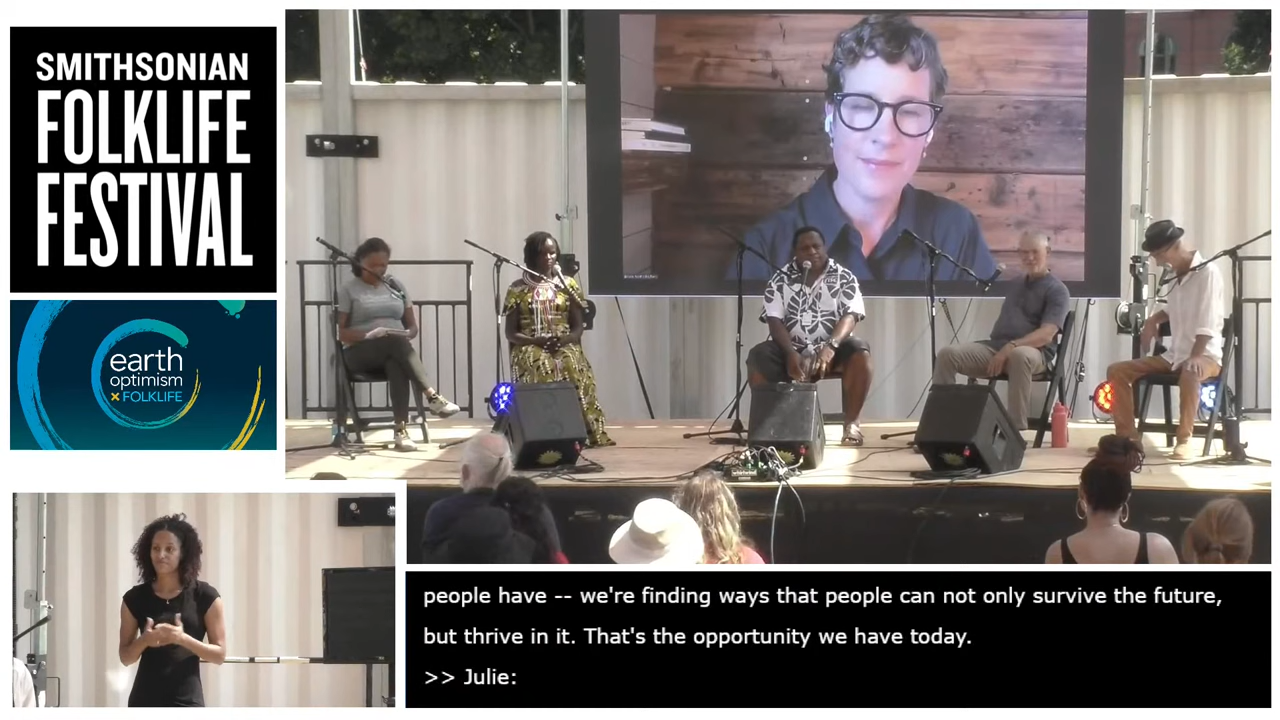 SMITHSONIAN
FOLKLIFE
FESTIVAL
earth
optimism
× FOLKLIFE
people have -- we're finding ways that people can not only survive the future,
but thrive in it. That's the opportunity we have today.
>> Julie: